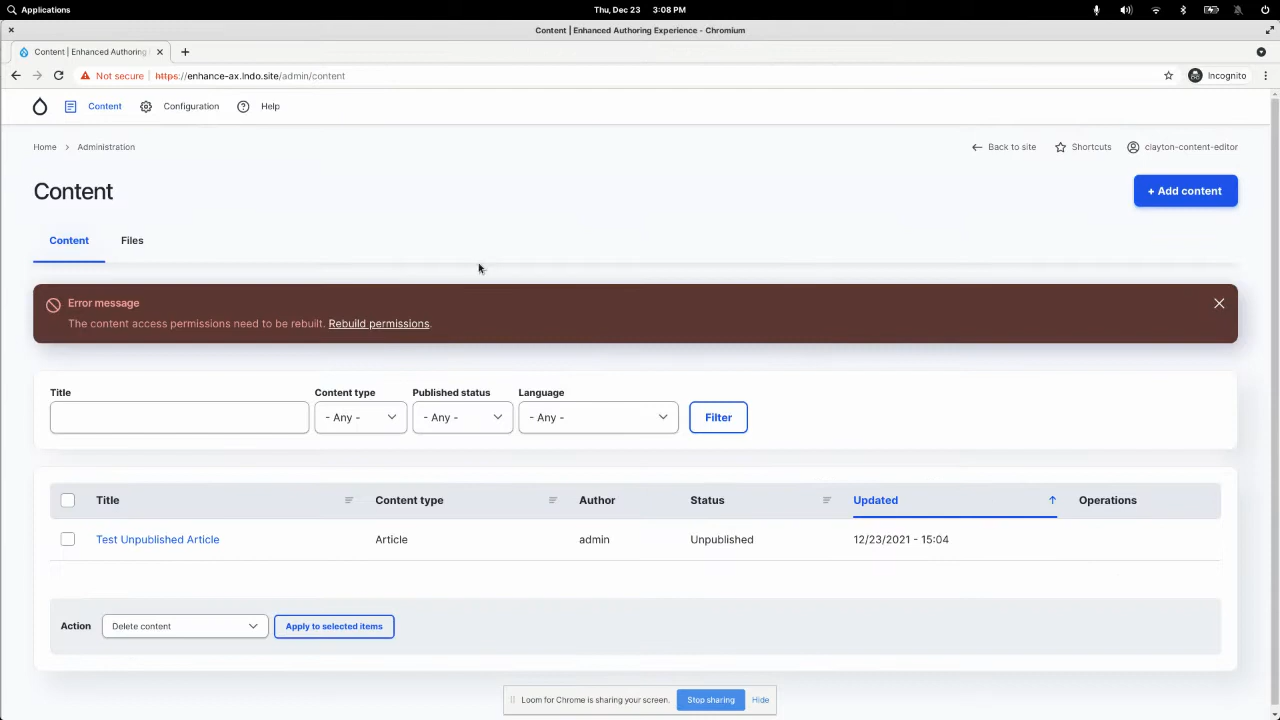 Applications
Thu, Dec 23   3:08 PM
Content | Enhanced Authoring Experience - Chromium
Content | Enhanced Authoring
Not secure | https://enhance-ax.lndo.site/admin/content
Incognito
Content
Configuration
Help
Home > Administration
Back to site
Shortcuts
clayton-content-editor
Content
+ Add content
Content
Files
Error message
The content access permissions need to be rebuilt. Rebuild permissions.
Title
Content type
Published status
Language
- Any -
- Any -
- Any -
Filter
Title
Content type
Author
Status
Updated
Operations
Test Unpublished Article
Article
admin
Unpublished
12/23/2021 - 15:04
Action
Delete content
Apply to selected items
Loom for Chrome is sharing your screen.
Stop sharing
Hide